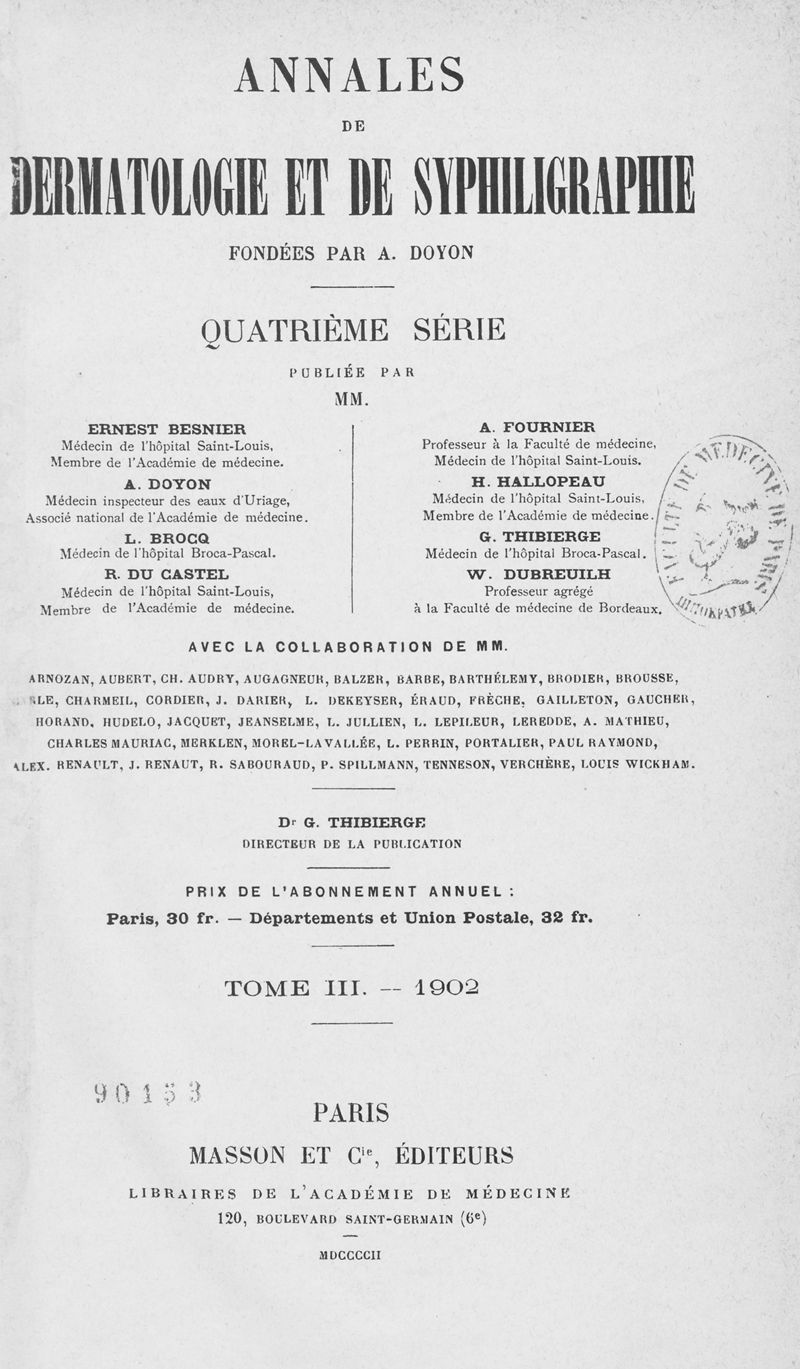 ANNALES
DE
DERMATOLOGIE ET DE SYPHILIGRAPHIE
FONDÉES PAR A. DOYON
QUATRIÈME SÉRIE
PUBLIÉE PAR
MM.
ERNEST BESNIER
Médecin de l'hôpital Saint-Louis,
Membre de l'Académie de médecine.
A. DOYON
Médecin inspecteur des eaux d'Uriage,
Associé national de l'Académie de médecine.
L. BROCQ
Médecin de l'hôpital Broca-Pascal.
R. DU CASTEL
Médecin de l'hôpital Saint-Louis,
Membre de l'Académie de médecine.
A. FOURNIER
Professeur à la Faculté de médecine,
Médecin de l'hôpital Saint-Louis.
H. HALLOPEAU
Médecin de l'hôpital Saint-Louis,
Membre de l'Académie de médecine.
G. THIBIERGE
Médecin de l'hôpital Broca-Pascal.
W. DUBREUILH
Professeur agrégé
à la Faculté de médecine de Bordeaux.
AVEC LA COLLABORATION DE MM.
ARNOZAN, AUBERT, CH. AUDRY, AUGAGNEUR, BALZER, BARBE, BARTHÉLEMY, BRODIER, BROUSSE,
CHARMEIL, CORDIER, J. DARIER, L. DEKEYSER, ÉRAUD, FRÈCHE, GAILLETON, GAUCHER,
HORAND, HUDELO, JACQUET, JEANSELME, L. JULLIEN, L. LEPILEUR, LEREDDE, A. MATHIEU,
CHARLES MAURIAC, MERKLEN, MOREL-LAVALLÉE, L. PERRIN, PORTALIER, PAUL RAYMOND,
ALEX. RENAULT, J. RENAUT, R. SABOURAUD, P. SPILLMANN, TENNESON, VERCHÈRE, LOUIS WICKHAM.
Dr G. THIBIERGE
DIRECTEUR DE LA PUBLICATION
PRIX DE L'ABONNEMENT ANNUEL :
Paris, 30 fr. — Départements et Union Postale, 32 fr.
TOME III. — 1902
90153
PARIS
MASSON ET Cie, ÉDITEURS
LIBRAIRES DE L'ACADÉMIE DE MÉDECINE
120, BOULEVARD SAINT-GERMAIN (6e)
MDCCCCII